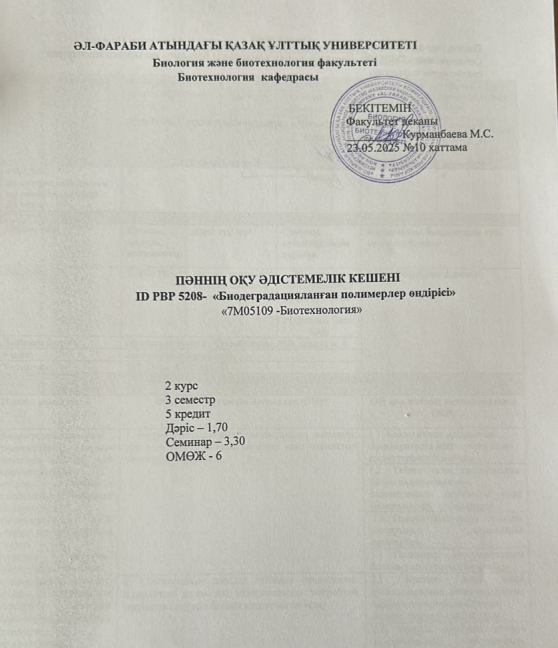 ӘЛ-ФАРАБИ АТЫНДАҒЫ ҚАЗАҚ ҰЛТТЫҚ УНИВЕРСИТЕТІ
Биология және биотехнология факультеті
Биотехнология кафедрасы
БЕКІТЕМІН
Факультет деканы
Курманбаева М.С.
23.05.2025 №10 хаттама
ПӘННІҢ ОҚУ ӘДІСТЕМЕЛІК КЕШЕНІ
ID PBP 5208- «Биодеградацияланған полимерлер өндірісі»
«7М05109 -Биотехнология»
2 курс
3 семестр
5 кредит
Дәріс – 1,70
Семинар – 3,30
ОМӨЖ - 6